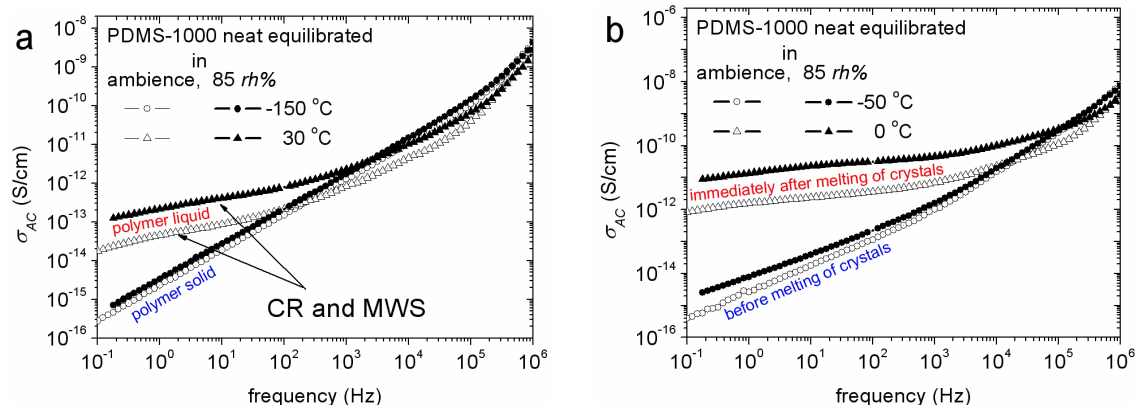 a
PDMS-1000 neat equilibrated
in
ambience, 85 rh%
-150 °C
30 °C
polymer liquid
polymer solid
CR and MWS
σAC (S/cm)
10⁻⁸
10⁻⁹
10⁻¹⁰
10⁻¹¹
10⁻¹²
10⁻¹³
10⁻¹⁴
10⁻¹⁵
10⁻¹⁶
10⁻¹ 10⁰ 10¹ 10² 10³ 10⁴ 10⁵ 10⁶
frequency (Hz)
b
PDMS-1000 neat equilibrated
in
ambience, 85 rh%
-50 °C
0 °C
immediately after melting of crystals
before melting of crystals
σAC (S/cm)
10⁻⁶
10⁻⁸
10⁻¹⁰
10⁻¹²
10⁻¹⁴
10⁻¹⁶
10⁻¹ 10⁰ 10¹ 10² 10³ 10⁴ 10⁵ 10⁶
frequency (Hz)